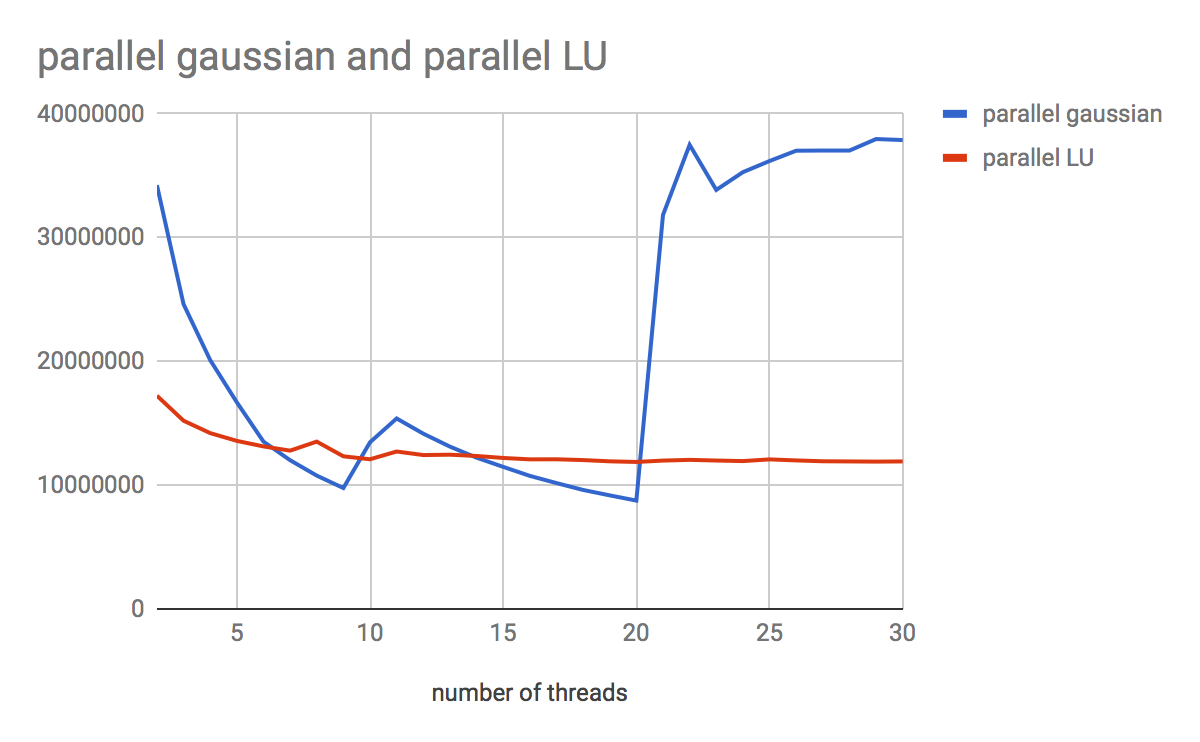 parallel gaussian and parallel LU
40000000
30000000
20000000
10000000
0
5 10 15 20 25 30
number of threads
parallel gaussian
parallel LU